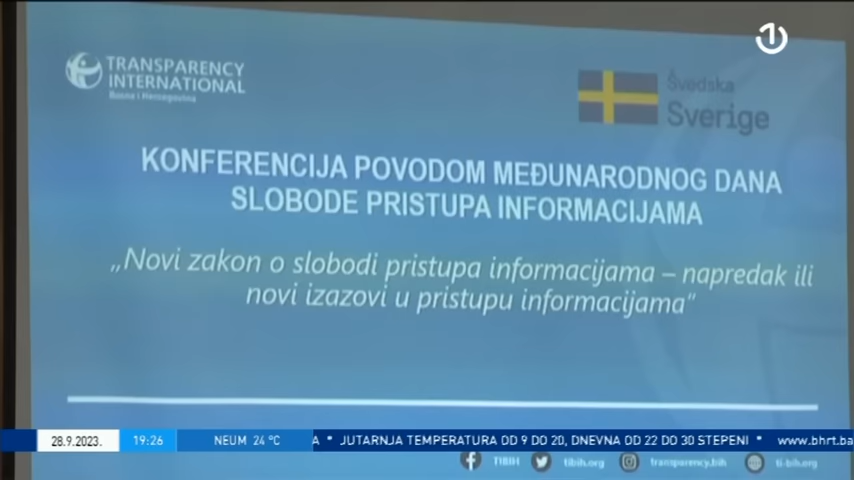 TRANSPARENCY
INTERNATIONAL
Bosna i Hercegovina
Švedska
Sverige
KONFERENCIJA POVODOM MEĐUNARODNOG DANA
SLOBODE PRISTUPA INFORMACIJAMA
„Novi zakon o slobodi pristupa informacijama – napredak ili
novi izazovi u pristupu informacijama“
28.9.2023. 19:26 NEUM 24 °C A * JUTARNJA TEMPERATURA OD 9 DO 20, DNEVNA OD 22 DO 30 STEPENI * www.bhrt.ba
TIBIH tibih.org transparency.bih ti-bih.org